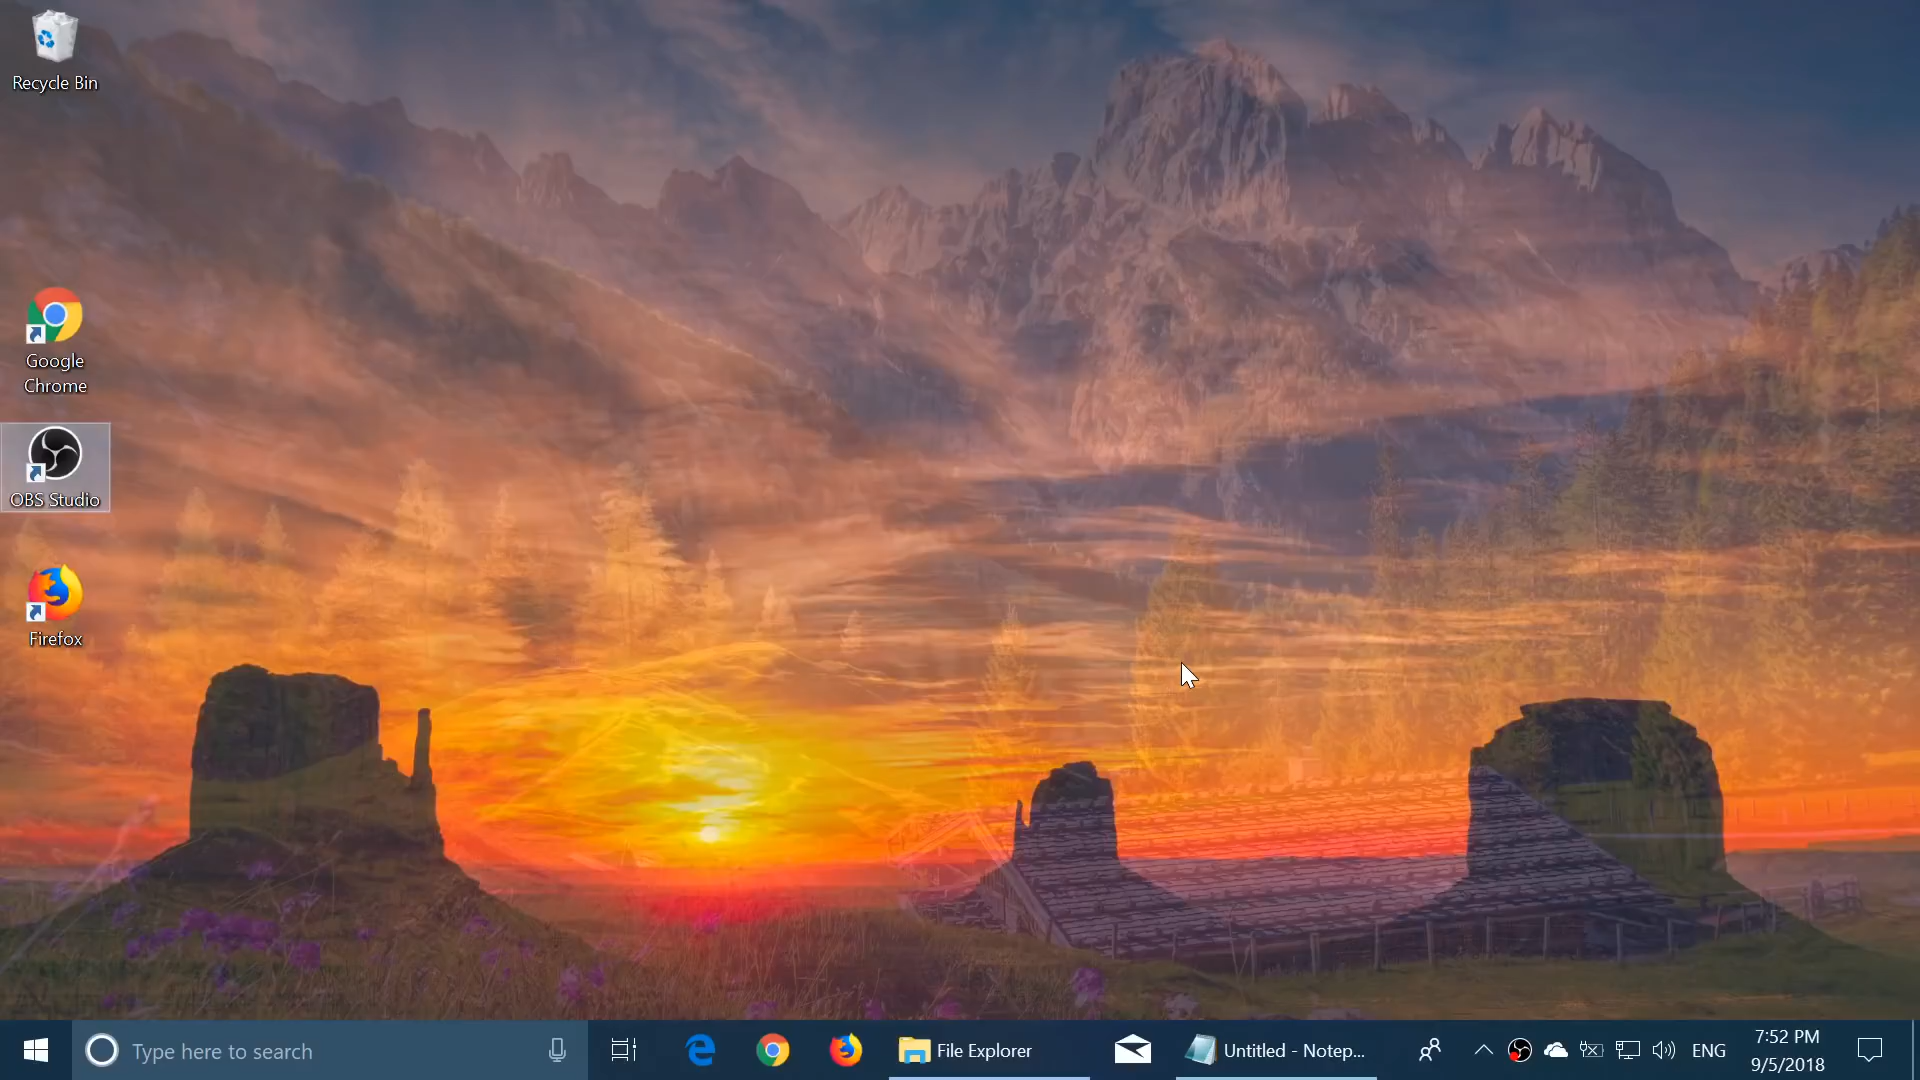 Recycle Bin
Google
Chrome
OBS Studio
Firefox
Type here to search
File Explorer
Untitled - Notep...
ENG
7:52 PM
9/5/2018